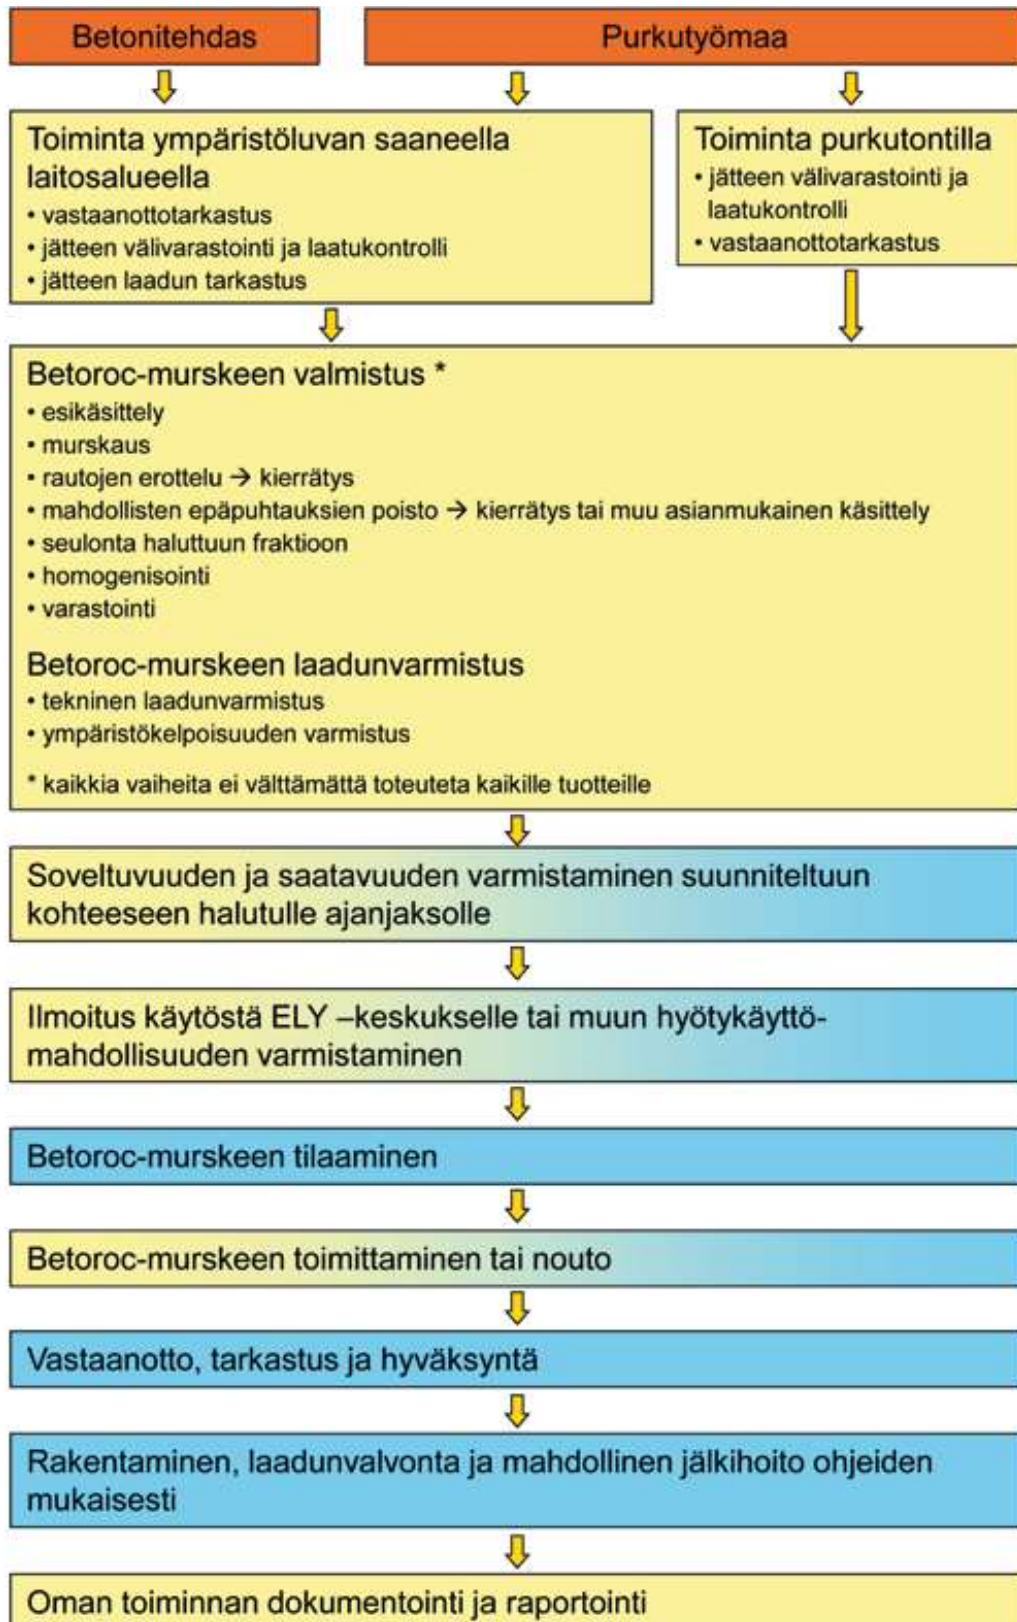 Betonitehdas
Purkutyömaa
Toiminta ympäristöluvan saaneella
laitosalueella
• vastaanottotarkastus
• jätteen välivarastointi ja laatukontrolli
• jätteen laadun tarkastus
Toiminta purkutontilla
• jätteen välivarastointi ja
laatukontrolli
• vastaanottotarkastus
Betoroc-murskeen valmistus *
• esikäsittely
• murskaus
• rautojen erottelu → kierrätys
• mahdollisten epäpuhtauksien poisto → kierrätys tai muu asianmukainen käsittely
• seulonta haluttuun fraktioon
• homogenisointi
• varastointi
Betoroc-murskeen laadunvarmistus
• tekninen laadunvarmistus
• ympäristökelpoisuuden varmistus
* kaikkia vaiheita ei välttämättä toteuteta kaikille tuotteille
Soveltuvuuden ja saatavuuden varmistaminen suunniteltuun
kohteeseen halutulle ajanjaksolle
Ilmoitus käytöstä ELY –keskukselle tai muun hyötykäyttö-
mahdollisuuden varmistaminen
Betoroc-murskeen tilaaminen
Betoroc-murskeen toimittaminen tai nouto
Vastaanotto, tarkastus ja hyväksyntä
Rakentaminen, laadunvalvonta ja mahdollinen jälkihoito ohjeiden
mukaisesti
Oman toiminnan dokumentointi ja raportointi